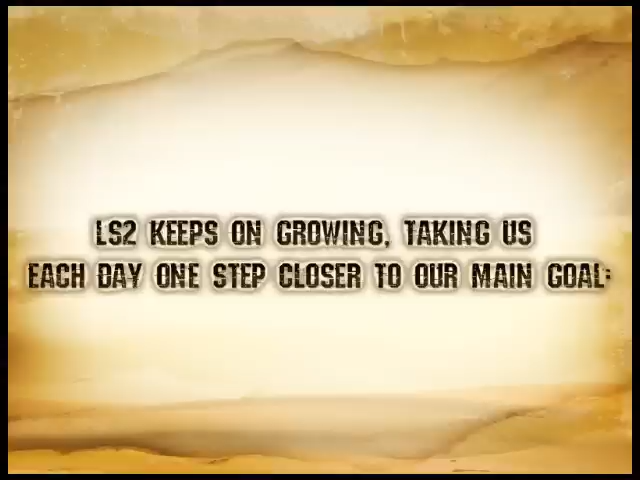 LS2 KEEPS ON GROWING, TAKING US
EACH DAY ONE STEP CLOSER TO OUR MAIN GOAL: